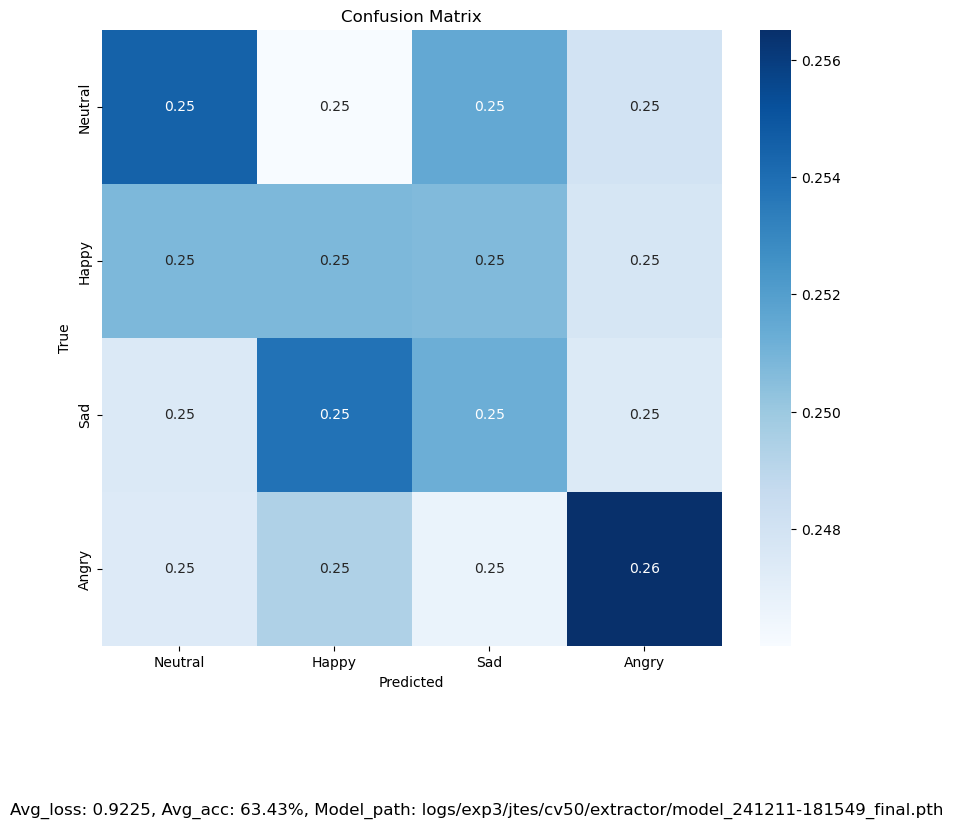 Confusion Matrix
Neutral 0.25 0.25 0.25 0.25
Happy 0.25 0.25 0.25 0.25
Sad 0.25 0.25 0.25 0.25
Angry 0.25 0.25 0.25 0.26
True
Neutral Happy Sad Angry
Predicted
0.256
0.254
0.252
0.250
0.248
Avg_loss: 0.9225, Avg_acc: 63.43%, Model_path: logs/exp3/jtes/cv50/extractor/model_241211-181549_final.pth